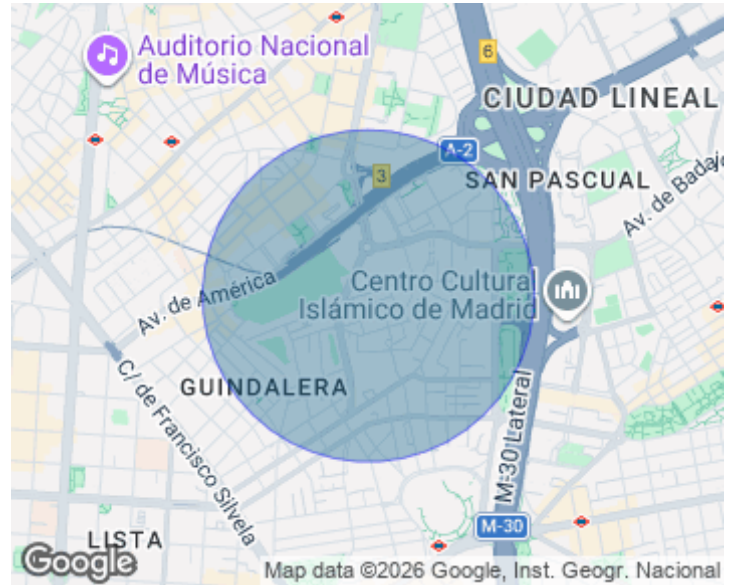 Auditorio Nacional
de Música
6
CIUDAD LINEAL
A-2
3
SAN PASCUAL
Av. de Badajo
Centro Cultural
Islámico de Madrid
Av. de América
GUINDALERA
C/ de Francisco Silvela
M-30 Lateral
M-30
LISTA
Google
Map data ©2026 Google, Inst. Geogr. Nacional